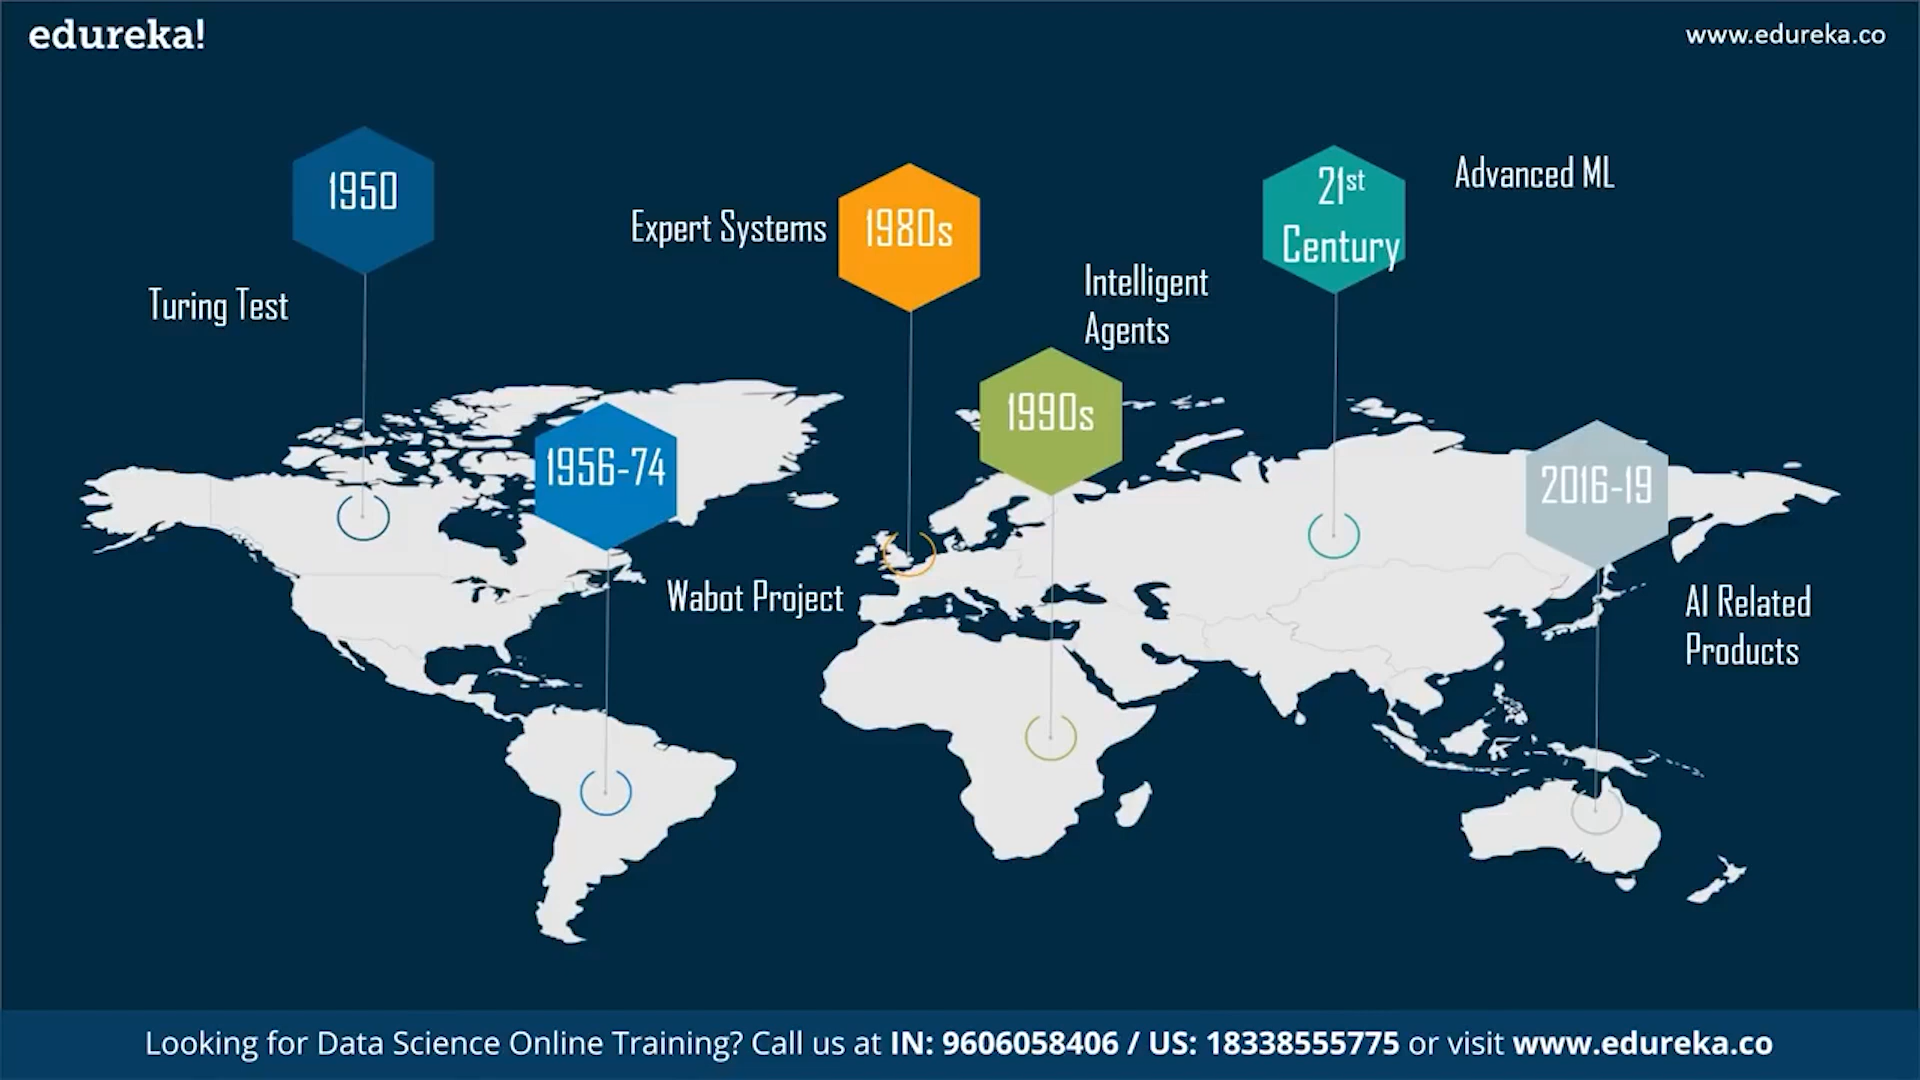 edureka!
www.edureka.co
1950
Turing Test
1956-74
Wabot Project
Expert Systems
1980s
Intelligent
Agents
1990s
21st
Century
Advanced ML
2016-19
AI Related
Products
Looking for Data Science Online Training? Call us at IN: 9606058406 / US: 18338555775 or visit www.edureka.co